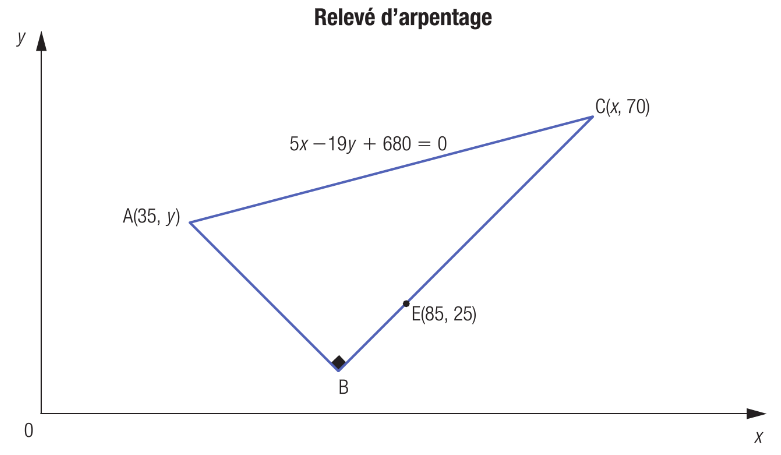 Relevé d’arpentage
y
C(x, 70)
5x −19y + 680 = 0
A(35, y)
E(85, 25)
B
0
x